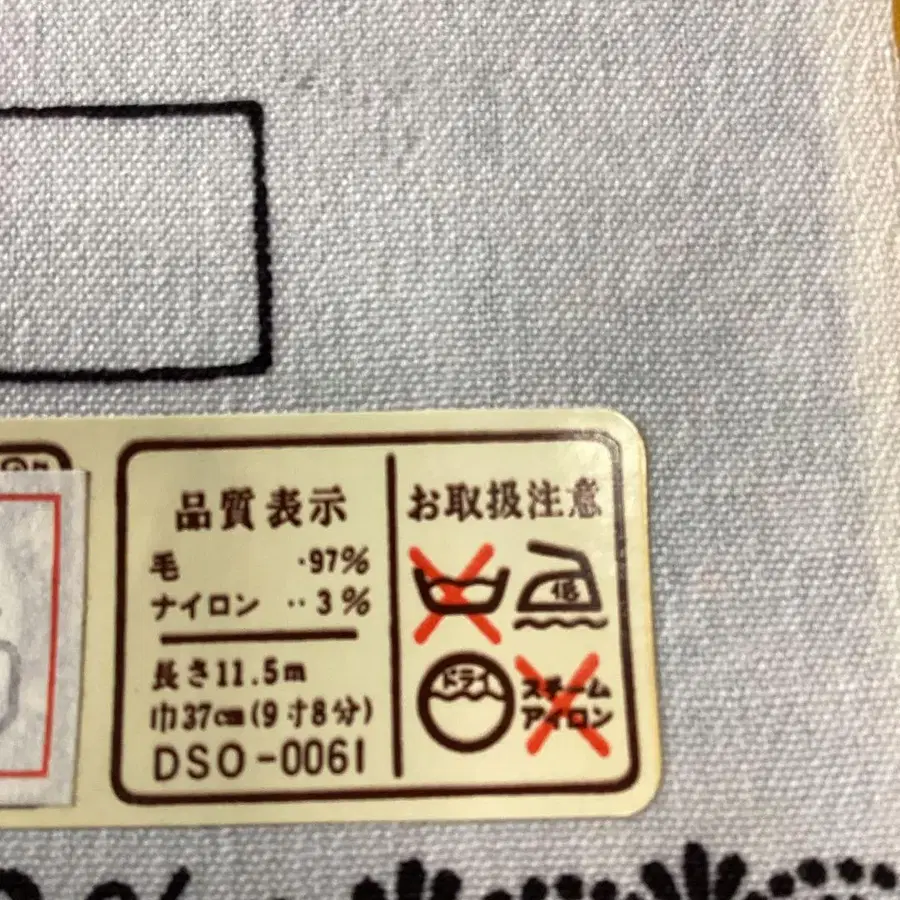 品質表示
毛 ・97%
ナイロン ‥3%
長さ11.5m
巾37cm(9寸8分)
DSO-0061
お取扱注意
低
ドライ
スチーム
アイロン